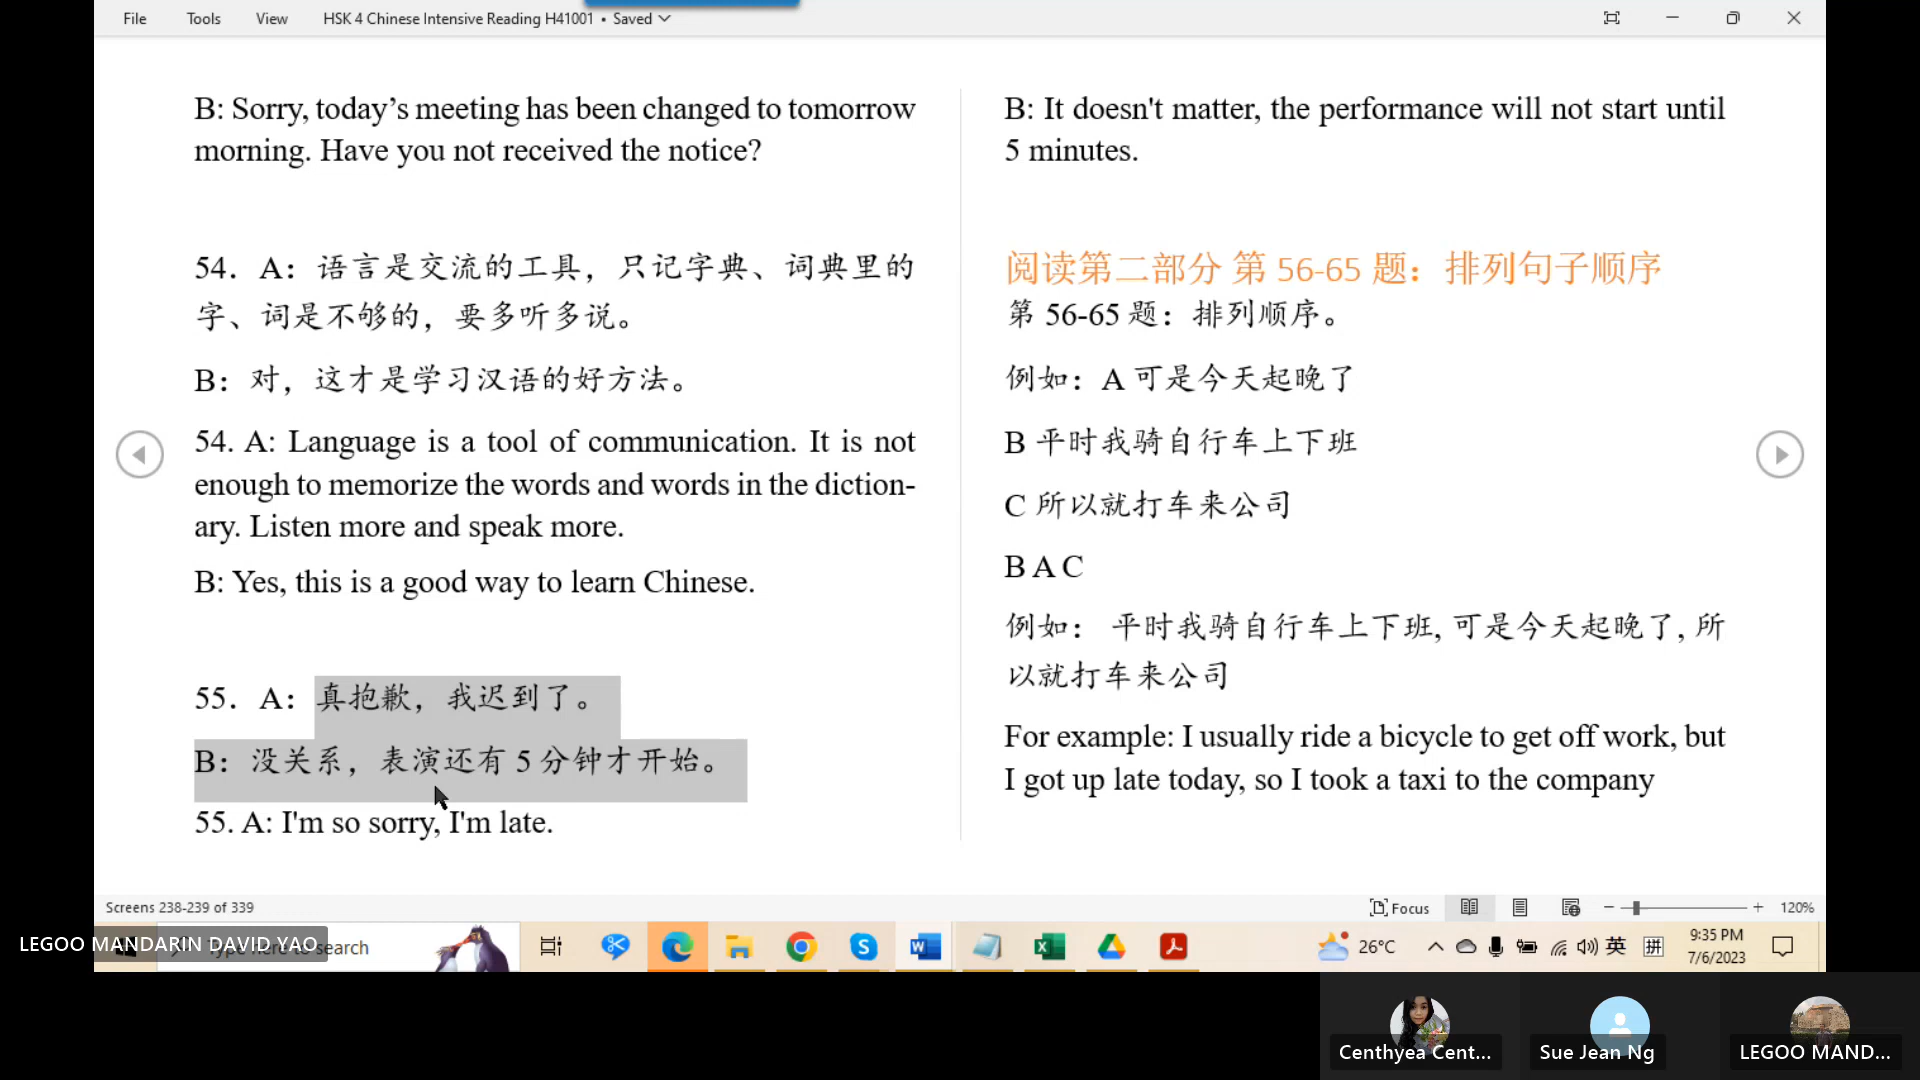 File Tools View HSK 4 Chinese Intensive Reading H41001 • Saved
B: Sorry, today’s meeting has been changed to tomorrow
morning. Have you not received the notice?
54. A：语言是交流的工具，只记字典、词典里的
字、词是不够的，要多听多说。
B：对，这才是学习汉语的好方法。
54. A: Language is a tool of communication. It is not
enough to memorize the words and words in the diction-
ary. Listen more and speak more.
B: Yes, this is a good way to learn Chinese.
55. A：真抱歉，我迟到了。
B：没关系，表演还有 5 分钟才开始。
55. A: I'm so sorry, I'm late.
B: It doesn't matter, the performance will not start until
5 minutes.
阅读第二部分 第 56-65 题：排列句子顺序
第 56-65 题：排列顺序。
例如：A 可是今天起晚了
B 平时我骑自行车上下班
C 所以就打车来公司
B A C
例如： 平时我骑自行车上下班, 可是今天起晚了, 所
以就打车来公司
For example: I usually ride a bicycle to get off work, but
I got up late today, so I took a taxi to the company
Screens 238-239 of 339
Focus
120%
LEGOO MANDARIN DAVID YAO
Type here to search
26°C
英
拼
9:35 PM
7/6/2023
Centhyea Cent...
Sue Jean Ng
LEGOO MAND...